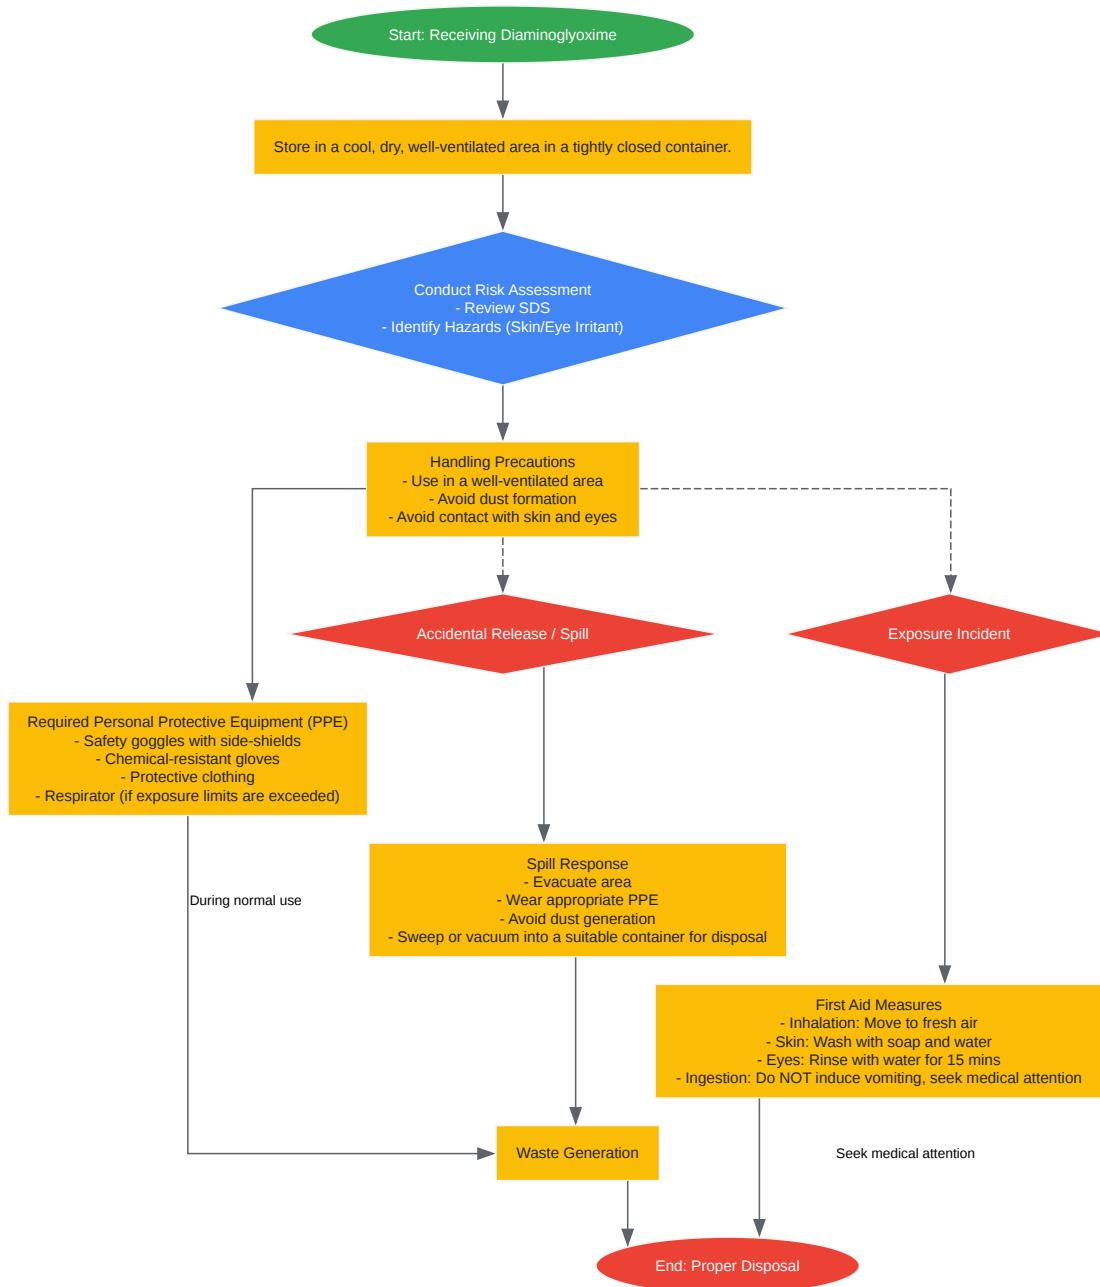 Start: Receiving Diaminoglyoxime
Store in a cool, dry, well-ventilated area in a tightly closed container.
Conduct Risk Assessment
- Review SDS
- Identify Hazards (Skin/Eye Irritant)
Handling Precautions
- Use in a well-ventilated area
- Avoid dust formation
- Avoid contact with skin and eyes
Accidental Release / Spill
Exposure Incident
Required Personal Protective Equipment (PPE)
- Safety goggles with side-shields
- Chemical-resistant gloves
- Protective clothing
- Respirator (if exposure limits are exceeded)
During normal use
Spill Response
- Evacuate area
- Wear appropriate PPE
- Avoid dust generation
- Sweep or vacuum into a suitable container for disposal
First Aid Measures
- Inhalation: Move to fresh air
- Skin: Wash with soap and water
- Eyes: Rinse with water for 15 mins
- Ingestion: Do NOT induce vomiting, seek medical attention
Waste Generation
Seek medical attention
End: Proper Disposal